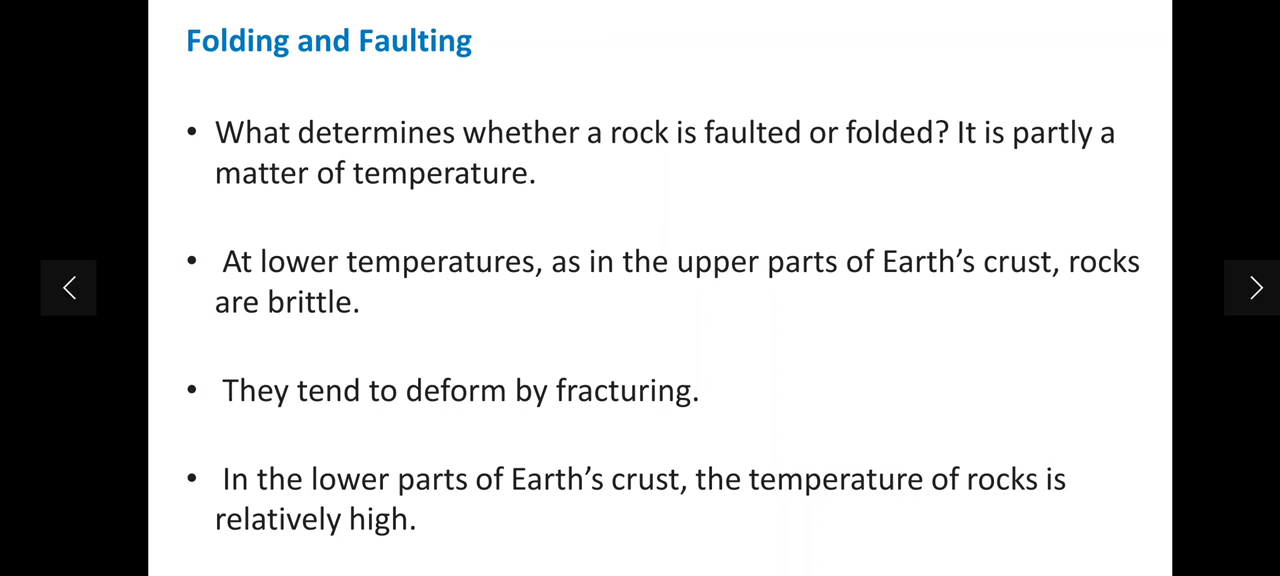 Folding and Faulting
• What determines whether a rock is faulted or folded? It is partly a
matter of temperature.
• At lower temperatures, as in the upper parts of Earth’s crust, rocks
are brittle.
• They tend to deform by fracturing.
• In the lower parts of Earth’s crust, the temperature of rocks is
relatively high.